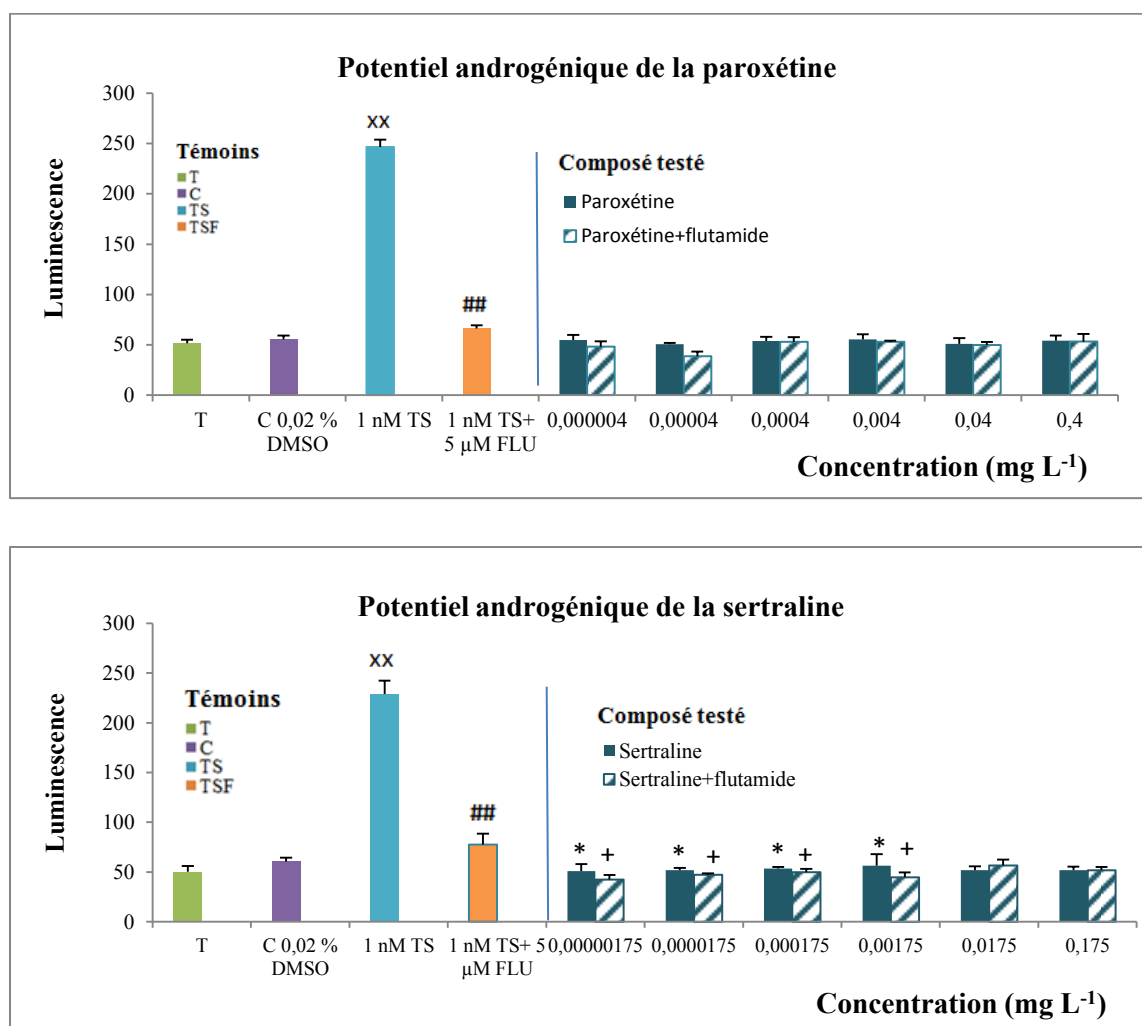 Potentiel androgénique de la paroxétine
300
250
200
150
100
50
0
Luminescence
Témoins
T
C
TS
TSF
xx
##
Composé testé
Paroxétine
Paroxétine+flutamide
T
C 0,02 %
DMSO
1 nM TS
1 nM TS+
5 µM FLU
0,000004
0,00004
0,0004
0,004
0,04
0,4
Concentration (mg L-1)
Potentiel androgénique de la sertraline
300
250
200
150
100
50
0
Luminescence
Témoins
T
C
TS
TSF
xx
##
Composé testé
Sertraline
Sertraline+flutamide
* + * + * + * +
T
C 0,02 %
DMSO
1 nM TS
1 nM TS+ 5
µM FLU
0,00000175
0,0000175
0,000175
0,00175
0,0175
0,175
Concentration (mg L-1)